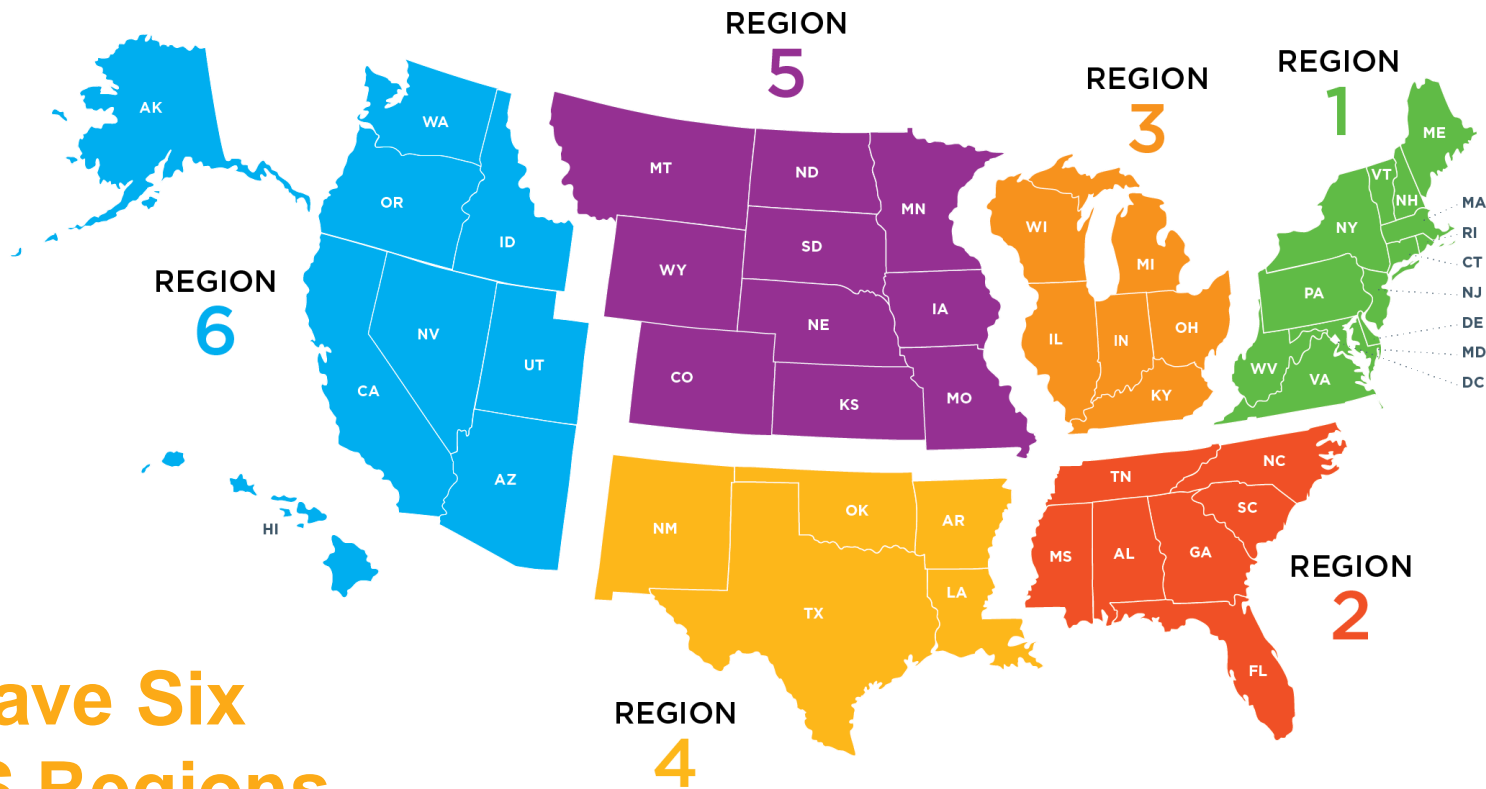 REGION
5
REGION
3
REGION
1
AK
WA
OR
ID
MT
ND
MN
SD
WY
NE
IA
CO
KS
MO
WI
MI
IL
IN
OH
KY
ME
VT
NH
NY
PA
WV
VA
MA
RI
CT
NJ
DE
MD
DC
REGION
6
NV
UT
CA
AZ
HI
NM
OK
AR
TX
LA
TN
NC
SC
MS
AL
GA
FL
REGION
2
REGION
4
Six
Regions